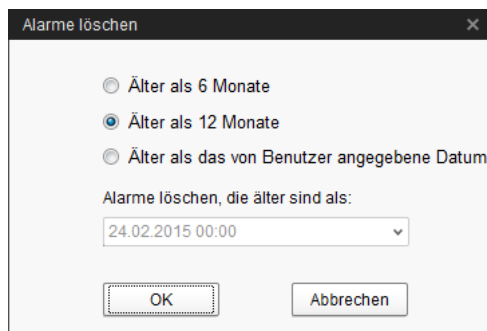 Alarme löschen
Älter als 6 Monate
Älter als 12 Monate
Älter als das von Benutzer angegebene Datum
Alarme löschen, die älter sind als:
24.02.2015 00:00
OK
Abbrechen